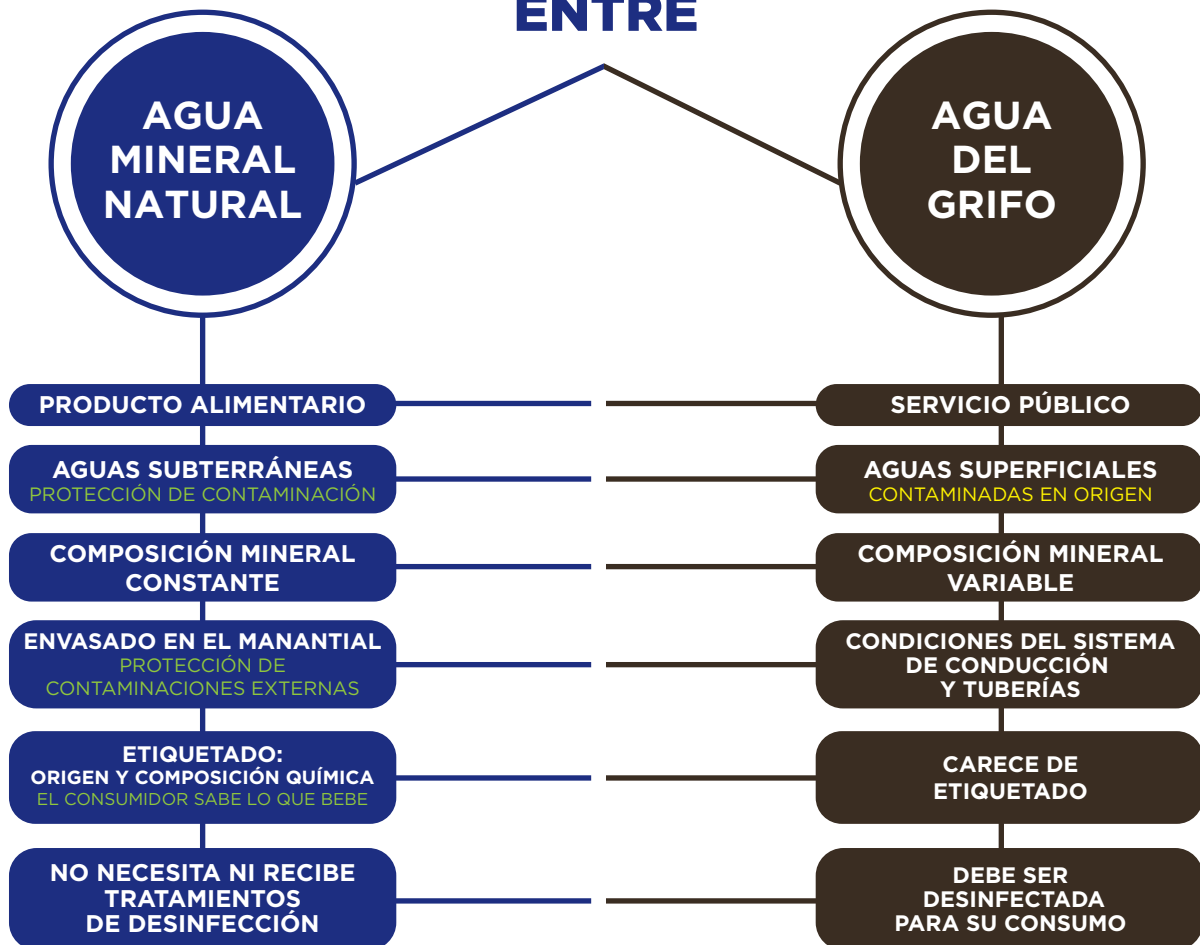 ENTRE
AGUA
MINERAL
NATURAL
AGUA
DEL
GRIFO
PRODUCTO ALIMENTARIO
SERVICIO PÚBLICO
AGUAS SUBTERRÁNEAS
PROTECCIÓN DE CONTAMINACIÓN
AGUAS SUPERFICIALES
CONTAMINADAS EN ORIGEN
COMPOSICIÓN MINERAL
CONSTANTE
COMPOSICIÓN MINERAL
VARIABLE
ENVASADO EN EL MANANTIAL
PROTECCIÓN DE
CONTAMINACIONES EXTERNAS
CONDICIONES DEL SISTEMA
DE CONDUCCIÓN
Y TUBERÍAS
ETIQUETADO:
ORIGEN Y COMPOSICIÓN QUÍMICA
EL CONSUMIDOR SABE LO QUE BEBE
CARECE DE
ETIQUETADO
NO NECESITA NI RECIBE
TRATAMIENTOS
DE DESINFECCIÓN
DEBE SER
DESINFECTADA
PARA SU CONSUMO